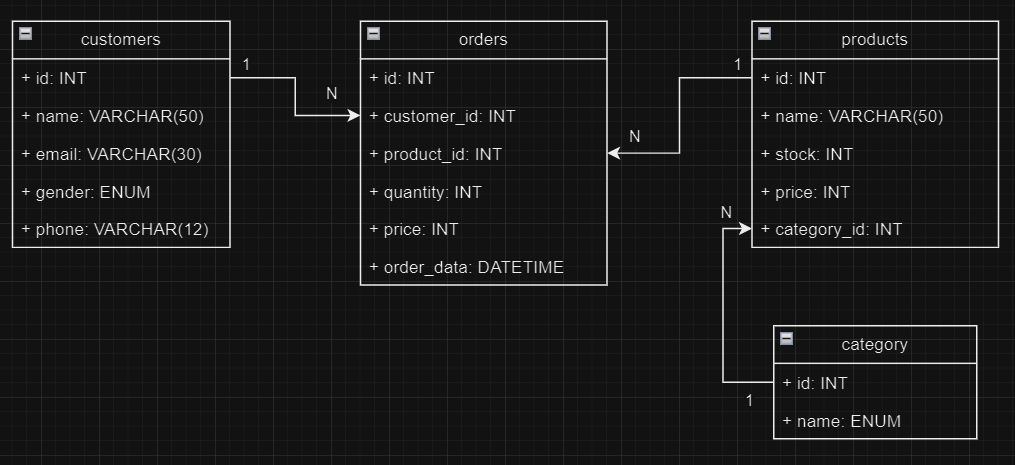 customers
+ id: INT
+ name: VARCHAR(50)
+ email: VARCHAR(30)
+ gender: ENUM
+ phone: VARCHAR(12)
1
N
orders
+ id: INT
+ customer_id: INT
+ product_id: INT
+ quantity: INT
+ price: INT
+ order_data: DATETIME
1
N
products
+ id: INT
+ name: VARCHAR(50)
+ stock: INT
+ price: INT
+ category_id: INT
N
1
category
+ id: INT
+ name: ENUM